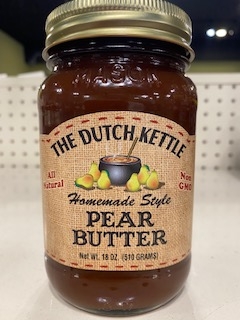 THE DUTCH KETTLE
All
Natural
Non
GMO
Homemade Style
PEAR
BUTTER
Net Wt. 18 OZ. (510 GRAMS)